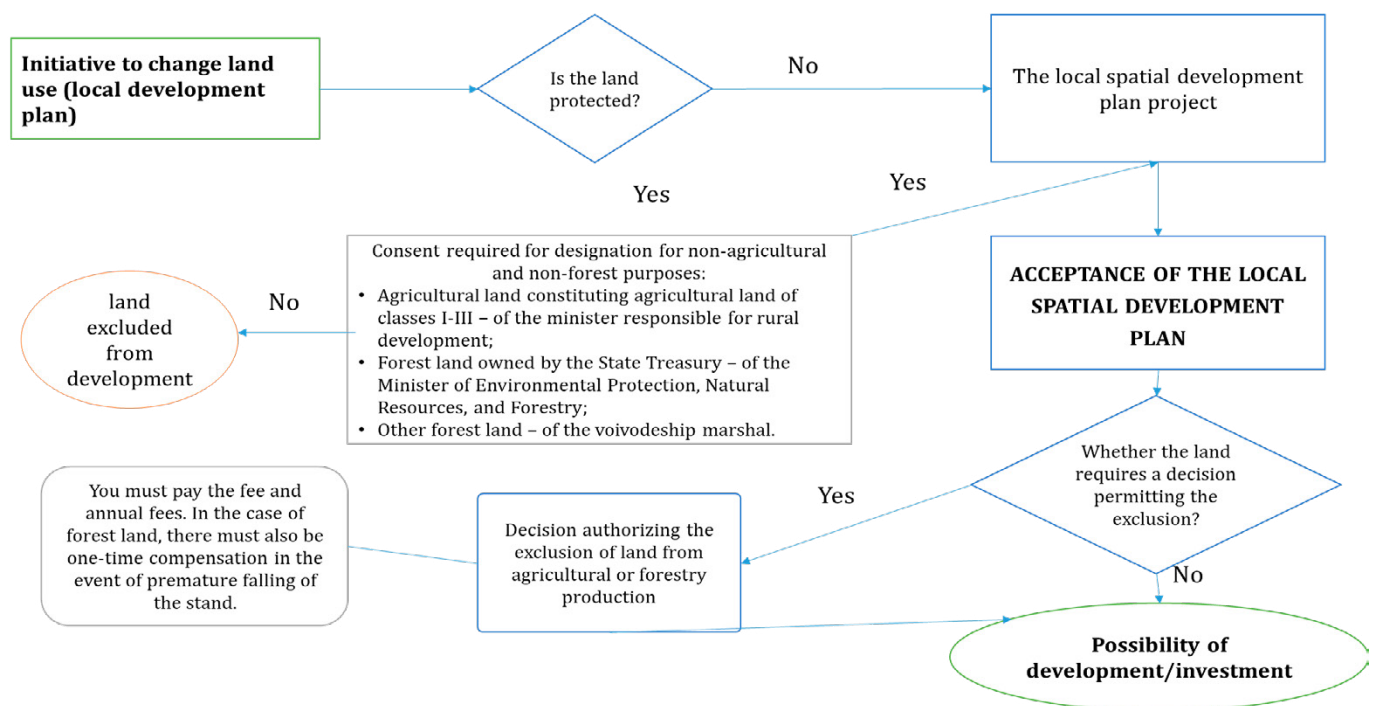 Initiative to change land
use (local development
plan)
Is the land
protected?
No
The local spatial development
plan project
Yes
Yes
Consent required for designation for non-agricultural
and non-forest purposes:
• Agricultural land constituting agricultural land of
classes I-III – of the minister responsible for rural
development;
• Forest land owned by the State Treasury – of the
Minister of Environmental Protection, Natural
Resources, and Forestry;
• Other forest land – of the voivodeship marshal.
No
land
excluded
from
development
ACCEPTANCE OF THE LOCAL
SPATIAL DEVELOPMENT
PLAN
Whether the land
requires a decision
permitting the
exclusion?
Yes
Decision authorizing the
exclusion of land from
agricultural or forestry
production
You must pay the fee and
annual fees. In the case of
forest land, there must also be
one-time compensation in the
event of premature falling of
the stand.
No
Possibility of
development/investment